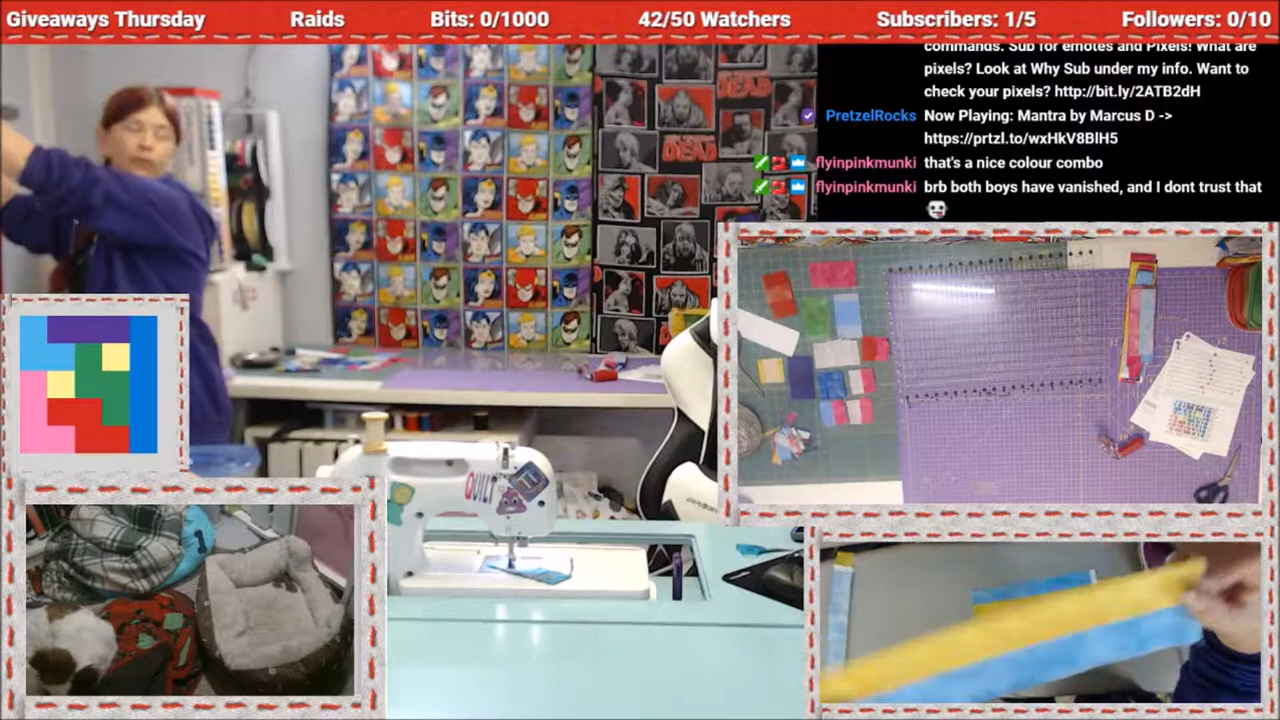 Giveaways Thursday Raids Bits: 0/1000 42/50 Watchers Subscribers: 1/5 Followers: 0/10
commands. Sub for emotes and Pixels! What are
pixels? Look at Why Sub under my info. Want to
check your pixels? http://bit.ly/2ATB2dH
PretzelRocks Now Playing: Mantra by Marcus D ->
https://prtzl.to/wxHkV8BlH5
flyinpinkmunki that's a nice colour combo
flyinpinkmunki brb both boys have vanished, and I dont trust that
DEAD
DEAD
QUILT